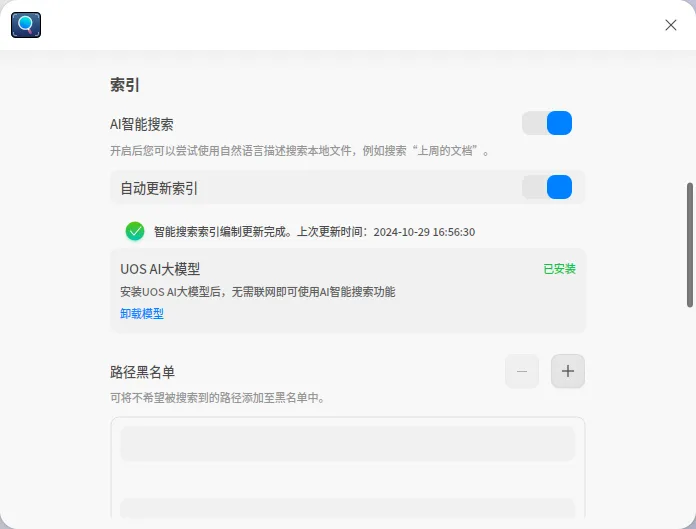 索引
AI智能搜索
开启后您可以尝试使用自然语言描述搜索本地文件，例如搜索“上周的文档”。
自动更新索引
智能搜索索引编制更新完成。上次更新时间：2024-10-29 16:56:30
UOS AI大模型 已安装
安装UOS AI大模型后，无需联网即可使用AI智能搜索功能
卸载模型
路径黑名单
可将不希望被搜索到的路径添加至黑名单中。